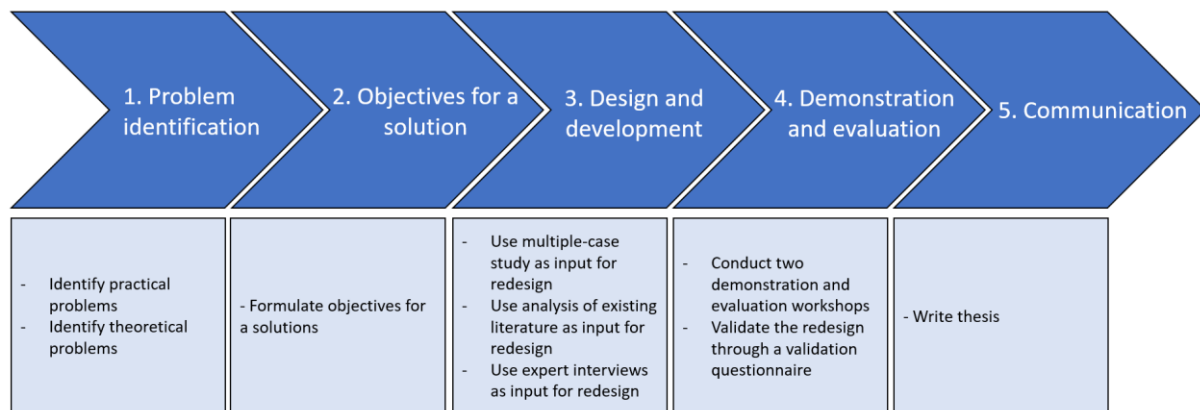 1. Problem
identification
2. Objectives for a
solution
3. Design and
development
4. Demonstration
and evaluation
5. Communication
- Identify practical
problems
- Identify theoretical
problems
- Formulate objectives for
a solutions
- Use multiple-case
study as input for
redesign
- Use analysis of existing
literature as input for
redesign
- Use expert interviews
as input for redesign
- Conduct two
demonstration and
evaluation workshops
- Validate the redesign
through a validation
questionnaire
- Write thesis